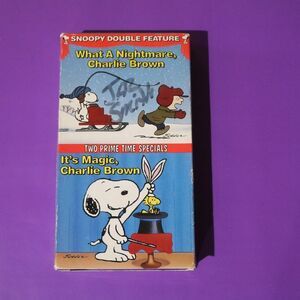 SNOOPY DOUBLE FEATURE
What A Nightmare,
Charlie Brown
TWO PRIME TIME SPECIALS
It's Magic,
Charlie Brown